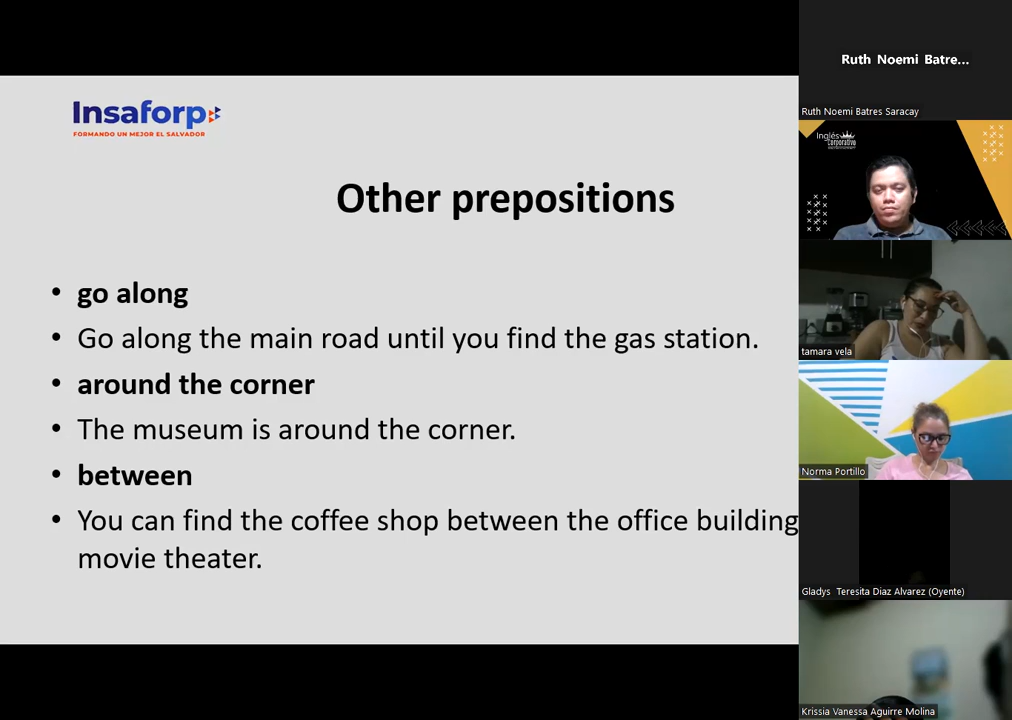 Insaforp
FORMANDO UN MEJOR EL SALVADOR
Other prepositions
• go along
• Go along the main road until you find the gas station.
• around the corner
• The museum is around the corner.
• between
• You can find the coffee shop between the office building
movie theater.
Ruth Noemi Batre...
Ruth Noemi Batres Saracay
Inglés
Corporativo
tamara vela
Norma Portillo
Gladys Teresita Diaz Alvarez (Oyente)
Krissia Vanessa Aguirre Molina